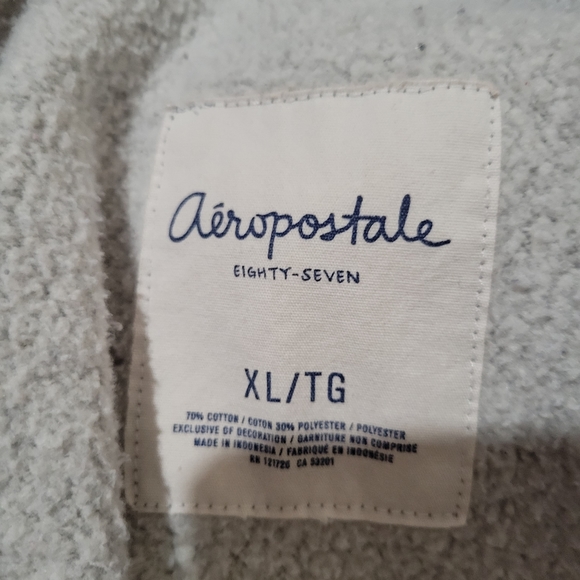 Aéropostale
EIGHTY-SEVEN
XL/TG
70% COTTON / COTON 30% POLYESTER / POLYESTER
EXCLUSIVE OF DECORATION / GARNITURE NON COMPRISE
MADE IN INDONESIA / FABRIQUÉ EN INDONÉSIE
RN 121726 CA 53201